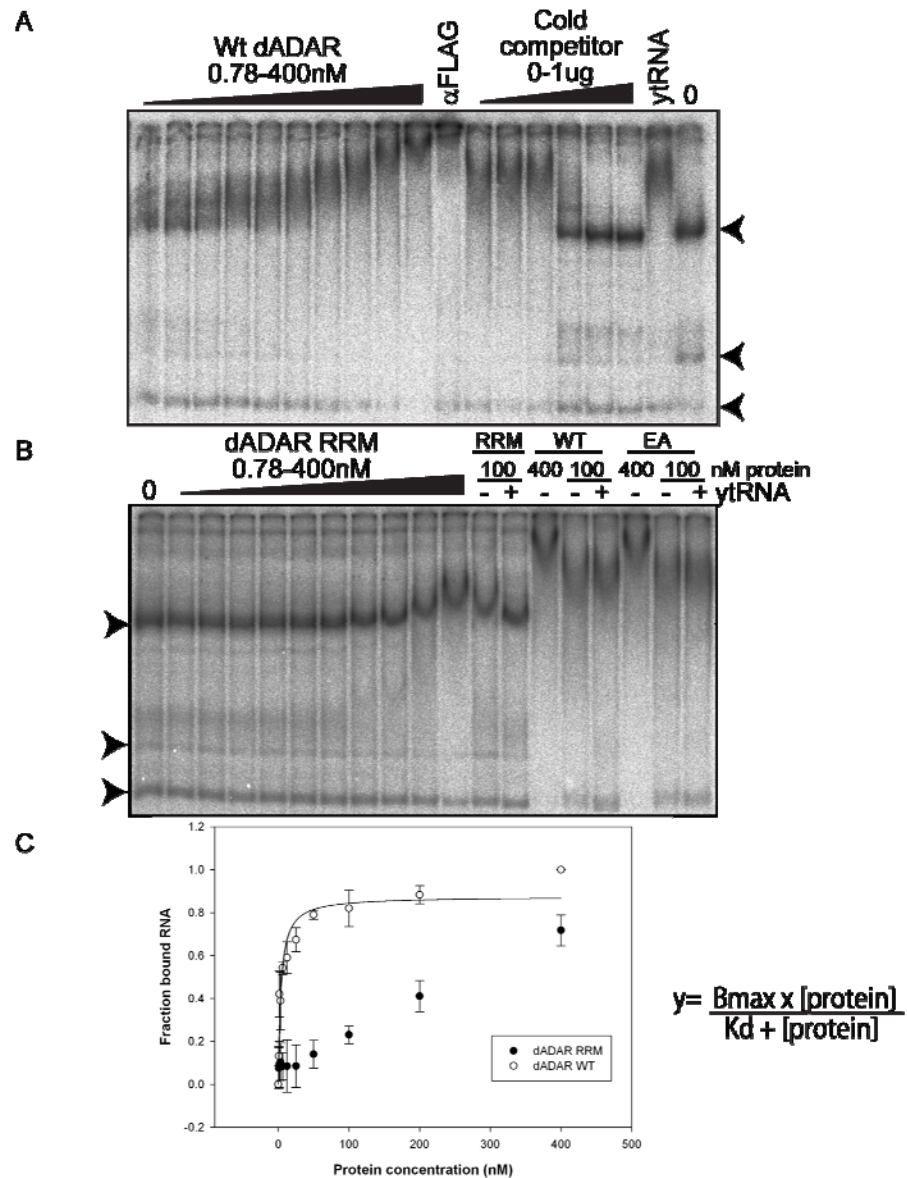 A
Wt dADAR
0.78-400nM
αFLAG
Cold
competitor
0-1ug
ytRNA
0
B
dADAR RRM
0.78-400nM
0
RRM WT EA
100 400 100 400 100 nM protein
- + - - + - - + ytRNA
C
1.2
1.0
0.8
0.6
0.4
0.2
0.0
-0.2
Fraction bound RNA
0 100 200 300 400 500
Protein concentration (nM)
dADAR RRM
dADAR WT
y= Bmax x [protein]
Kd + [protein]